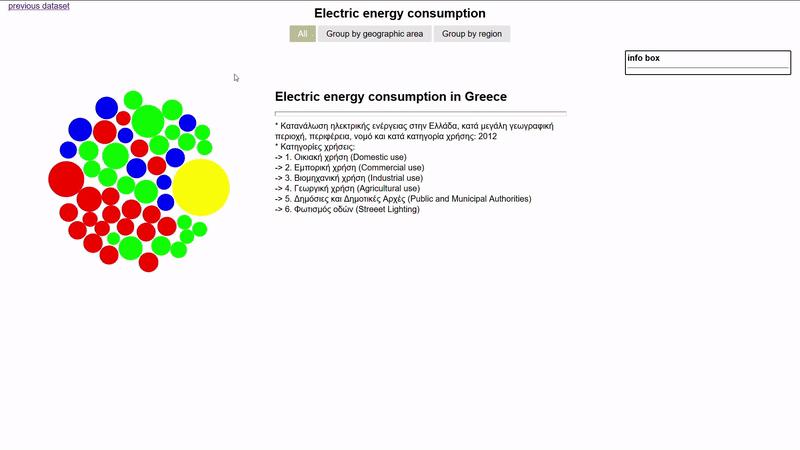 previous dataset
Electric energy consumption
All
Group by geographic area
Group by region
info box
Electric energy consumption in Greece
* Κατανάλωση ηλεκτρικής ενέργειας στην Ελλάδα, κατά μεγάλη γεωγραφική
περιοχή, περιφέρεια, νομό και κατά κατηγορία χρήσης: 2012
* Κατηγορίες χρήσεις:
-> 1. Οικιακή χρήση (Domestic use)
-> 2. Εμπορική χρήση (Commercial use)
-> 3. Βιομηχανική χρήση (Industrial use)
-> 4. Γεωργική χρήση (Agricultural use)
-> 5. Δημόσιες και Δημοτικές Αρχές (Public and Municipal Authorities)
-> 6. Φωτισμός οδών (Streeet Lighting)